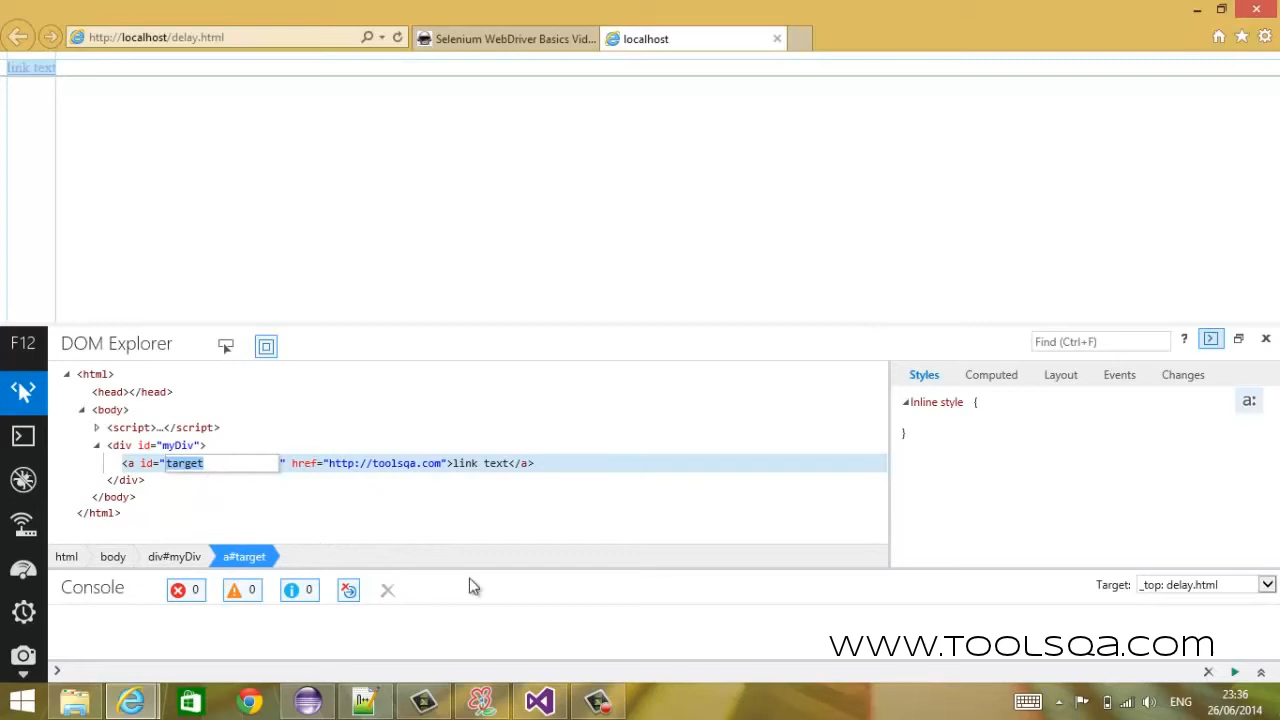 http://localhost/delay.html
Selenium WebDriver Basics Vid...
localhost
link text
F12
DOM Explorer
Find (Ctrl+F)
?
<html>
<head></head>
<body>
<script>...</script>
<div id="myDiv">
<a id="target" href="http://toolsqa.com">link text</a>
</div>
</body>
</html>
Styles
Computed
Layout
Events
Changes
Inline style {
a:
}
html
body
div#myDiv
a#target
Console
0
0
0
Target:
_top: delay.html
www.TOOLSQA.com
ENG
23:36
26/06/2014